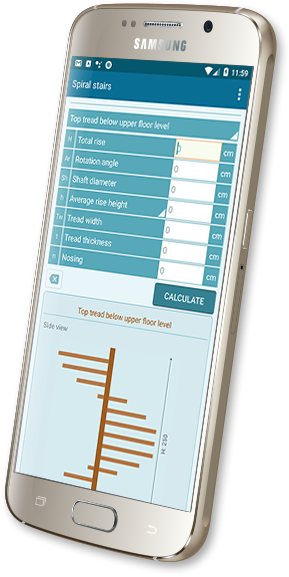 SAMSUNG
11:59
Spiral stairs
Top tread below upper floor level
H Total rise 0 cm
Ar Rotation angle 0
Sh Shaft diameter 0 cm
h Average rise height 0 cm
Tw Tread width 0 cm
t Tread thickness 0 cm
n Nosing 0 cm
CALCULATE
Top tread below upper floor level
Side view
H: 250